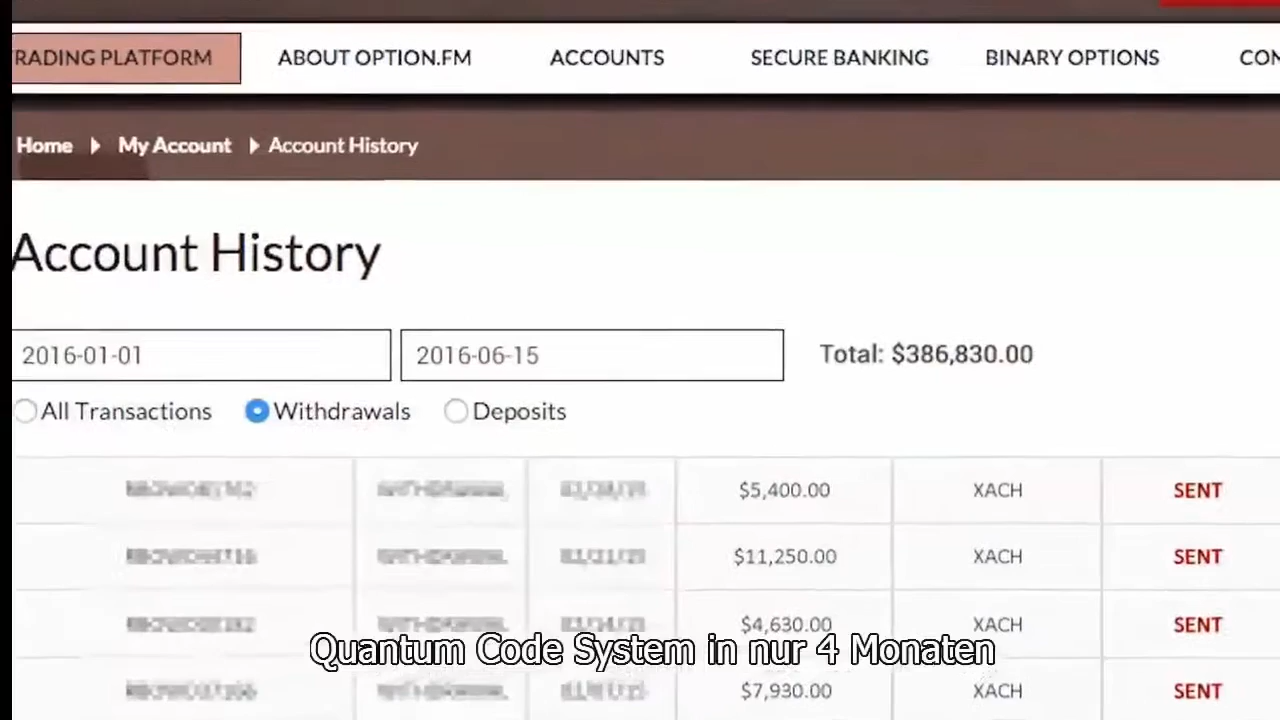 RADING PLATFORM ABOUT OPTION.FM ACCOUNTS SECURE BANKING BINARY OPTIONS CON
Home My Account Account History
Account History
2016-01-01 2016-06-15 Total: $386,830.00
All Transactions Withdrawals Deposits
$5,400.00 XACH SENT
$11,250.00 XACH SENT
$4,630.00 XACH SENT
Quantum Code System in nur 4 Monaten
$7,930.00 XACH SENT